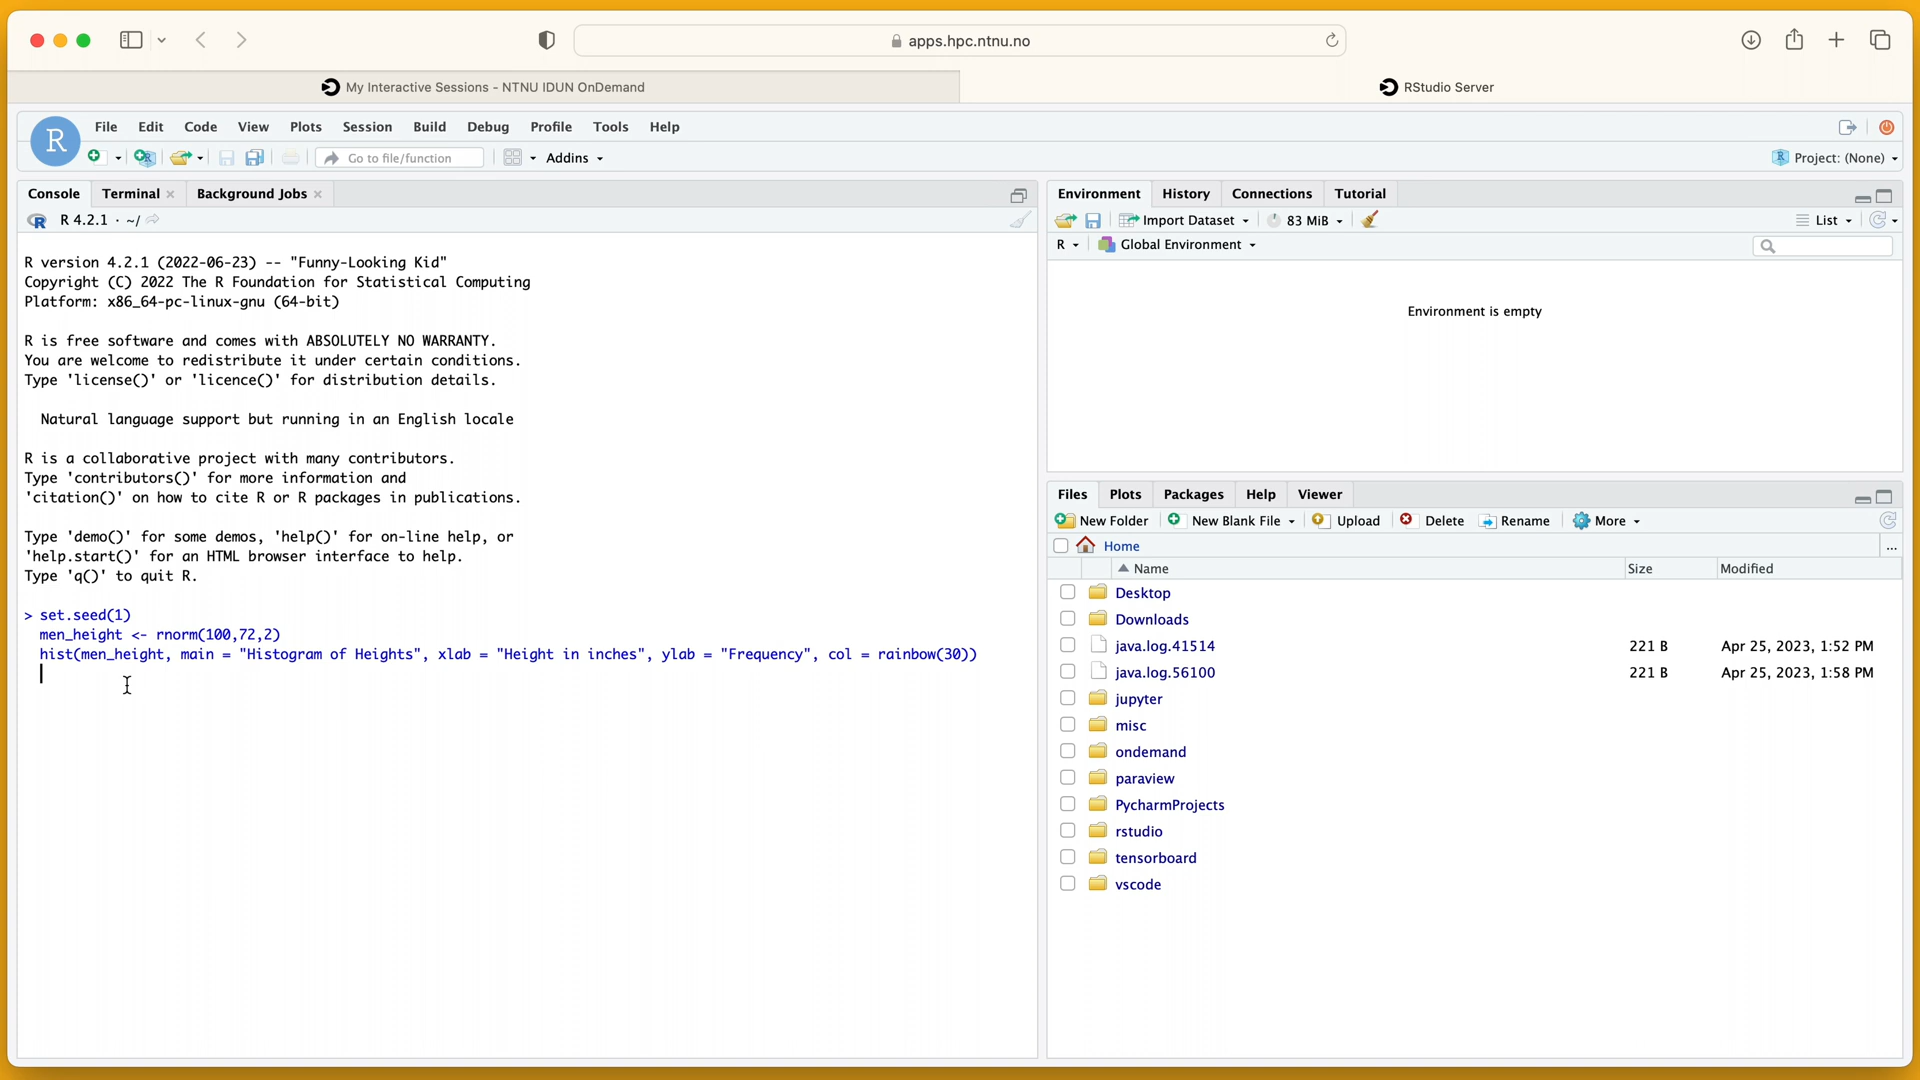 apps.hpc.ntnu.no
My Interactive Sessions - NTNU IDUN OnDemand
RStudio Server
R
File Edit Code View Plots Session Build Debug Profile Tools Help
Go to file/function
Addins
Project: (None)
Console Terminal Background Jobs
R 4.2.1 · ~/
R version 4.2.1 (2022-06-23) -- "Funny-Looking Kid"
Copyright (C) 2022 The R Foundation for Statistical Computing
Platform: x86_64-pc-linux-gnu (64-bit)
R is free software and comes with ABSOLUTELY NO WARRANTY.
You are welcome to redistribute it under certain conditions.
Type 'license()' or 'licence()' for distribution details.
Natural language support but running in an English locale
R is a collaborative project with many contributors.
Type 'contributors()' for more information and
'citation()' on how to cite R or R packages in publications.
Type 'demo()' for some demos, 'help()' for on-line help, or
'help.start()' for an HTML browser interface to help.
Type 'q()' to quit R.
> set.seed(1)
men_height <- rnorm(100,72,2)
hist(men_height, main = "Histogram of Heights", xlab = "Height in inches", ylab = "Frequency", col = rainbow(30))
Environment History Connections Tutorial
Import Dataset 83 MiB List
R Global Environment
Environment is empty
Files Plots Packages Help Viewer
New Folder New Blank File Upload Delete Rename More
Home ...
Name Size Modified
Desktop
Downloads
java.log.41514 221 B Apr 25, 2023, 1:52 PM
java.log.56100 221 B Apr 25, 2023, 1:58 PM
jupyter
misc
ondemand
paraview
PycharmProjects
rstudio
tensorboard
vscode